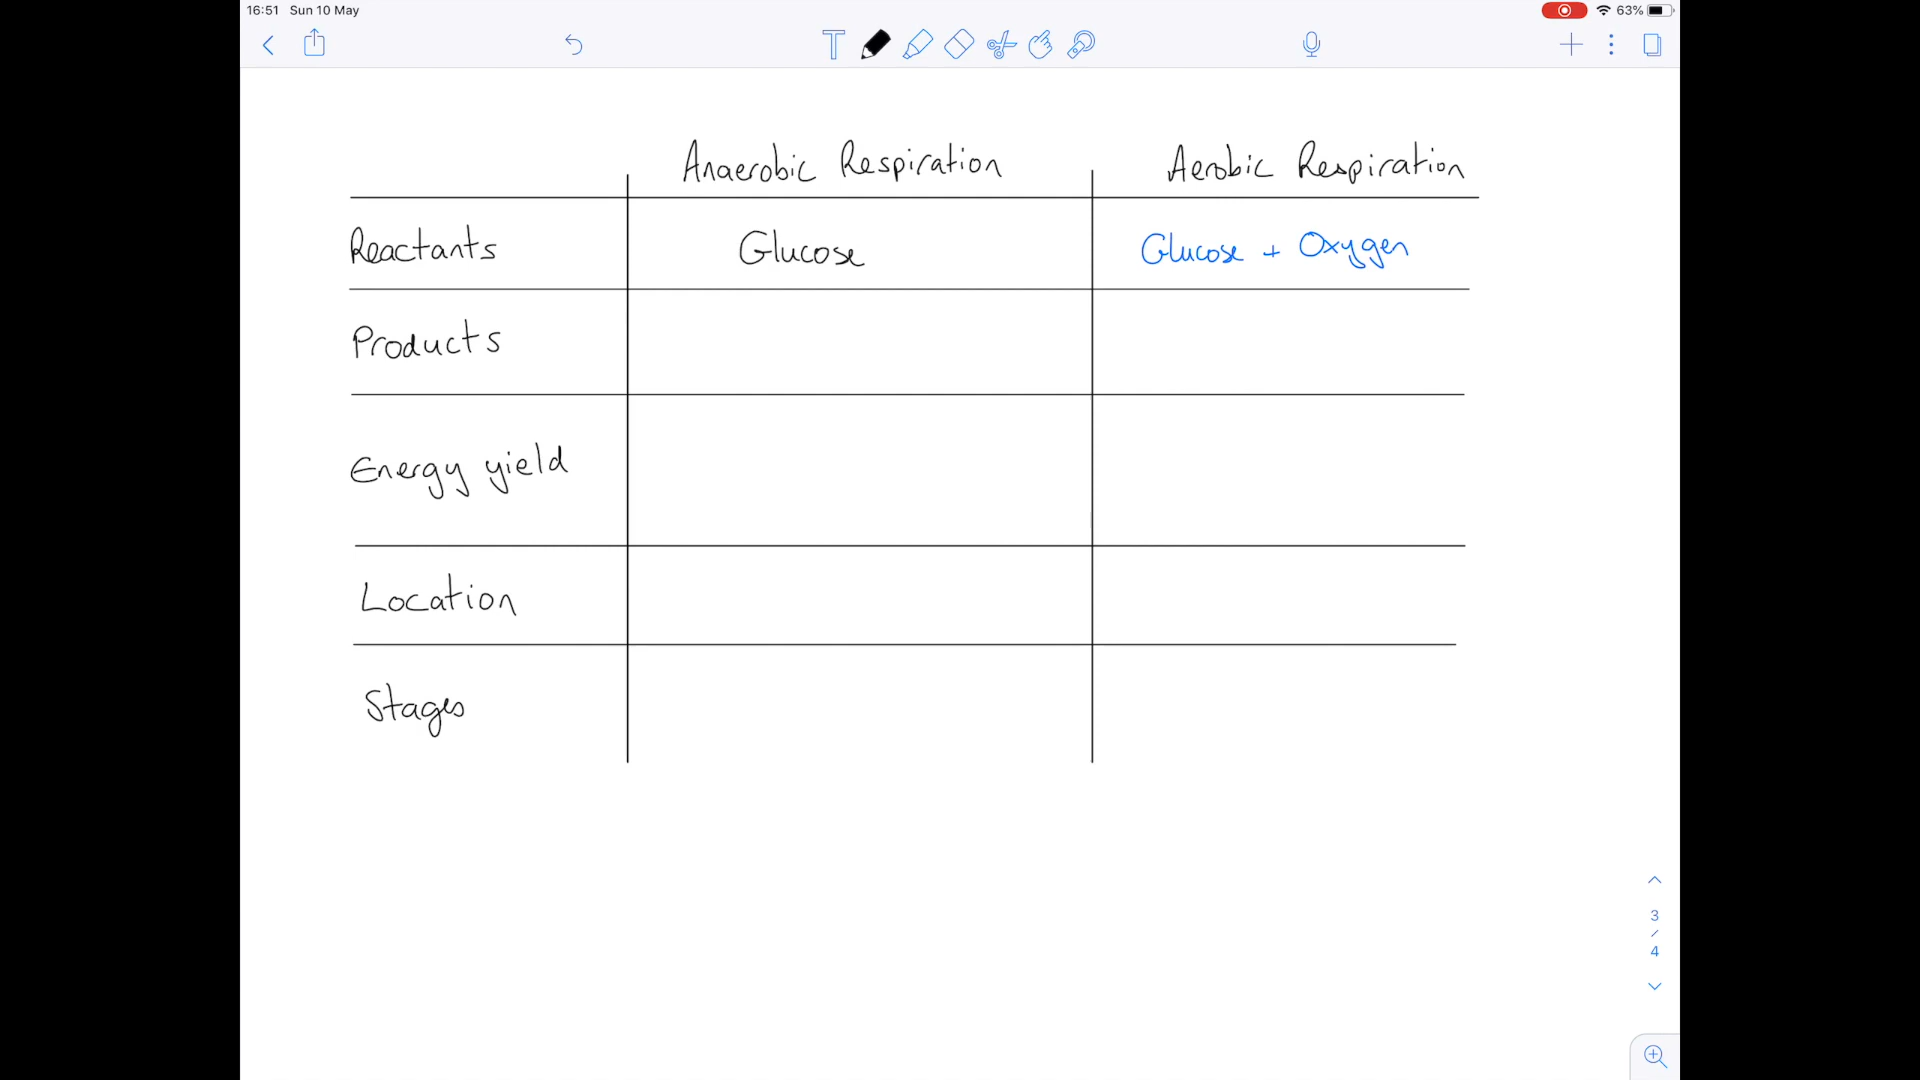 16:51 Sun 10 May
63%
T
Anaerobic Respiration Aerobic Respiration
Reactants Glucose Glucose + Oxygen
Products
Energy yield
Location
Stages
3
/
4